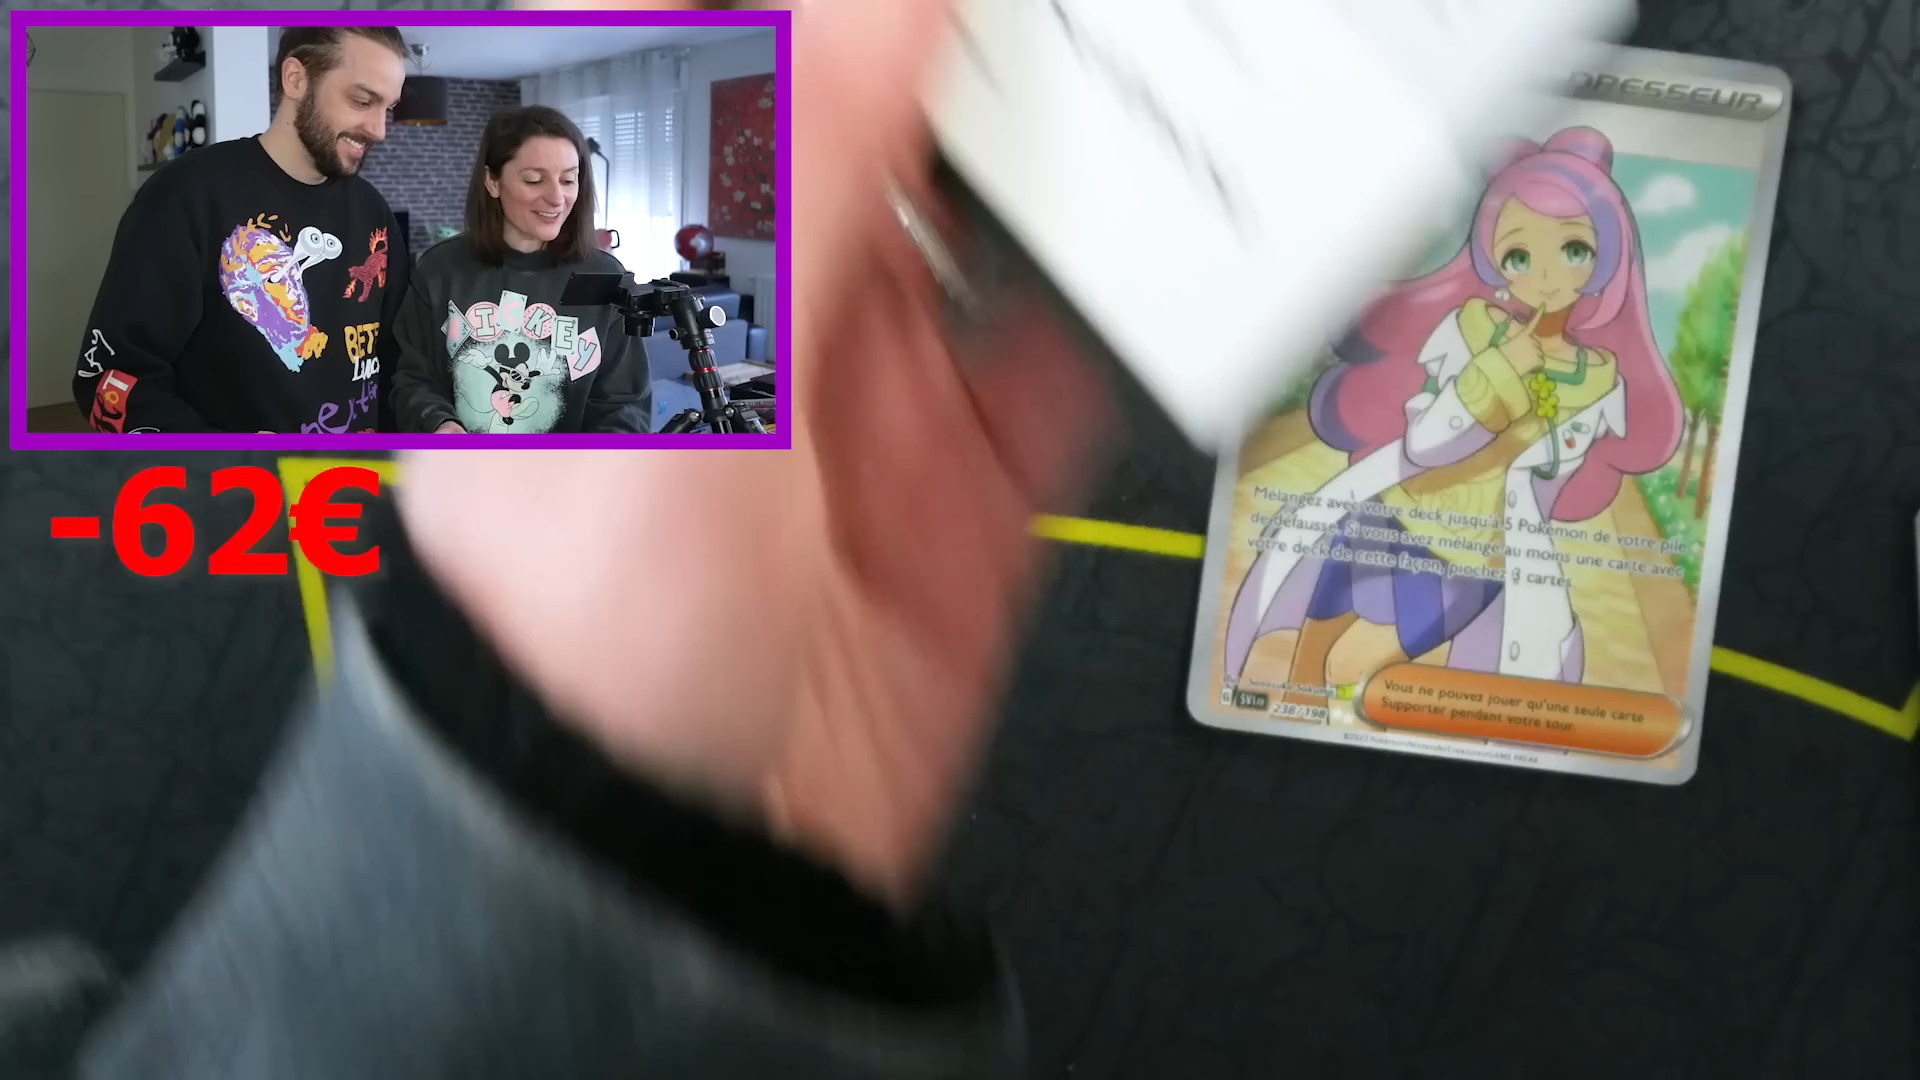 MICKEY
-62€
DRESSEUR
Mélangez avec votre deck jusqu'à 5 Pokémon de votre pile
de défausse. Si vous avez mélangé au moins une carte avec
votre deck de cette façon, piochez 3 cartes.
Vous ne pouvez jouer qu'une seule carte
Supporter pendant votre tour.
G SVI FR 238/198